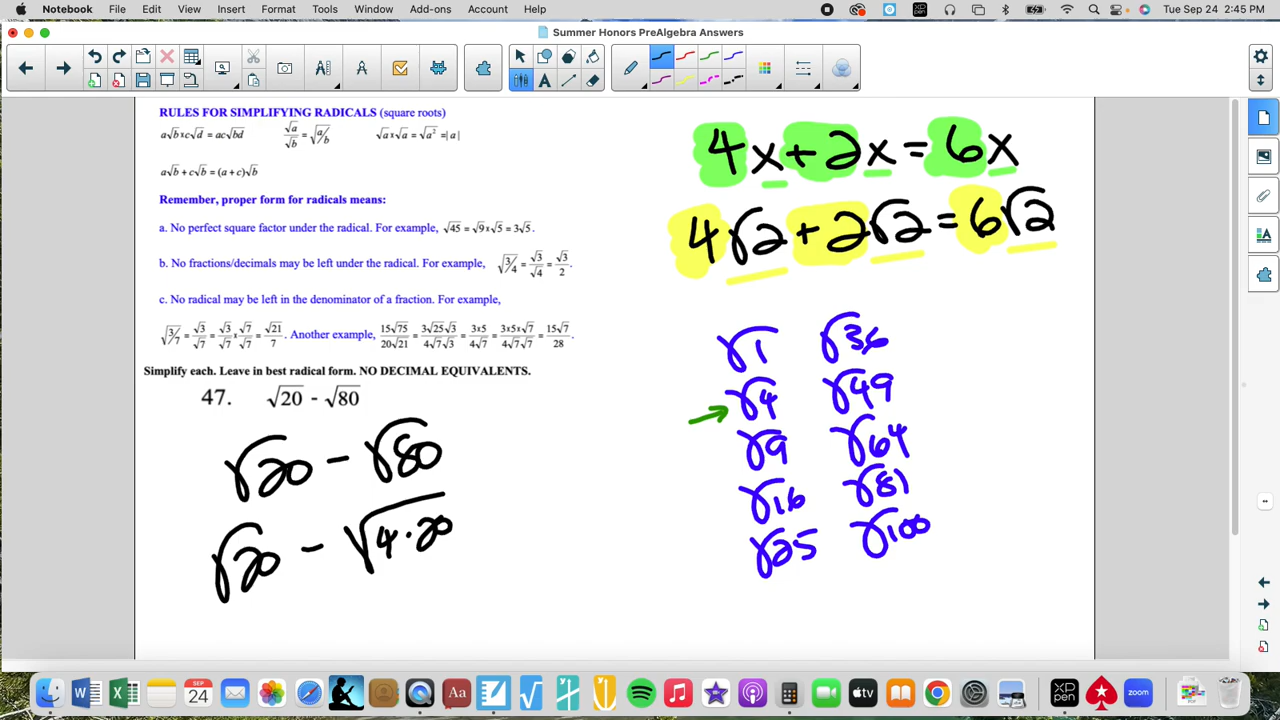 Notebook File Edit View Insert Format Tools Window Add-ons Account Help Tue Sep 24 2:45 PM
Summer Honors PreAlgebra Answers
RULES FOR SIMPLIFYING RADICALS (square roots)
a√b × c√d = ac√bd √a/√b = √a/b √a × √a = √a² = |a|
a√b + c√b = (a + c)√b
Remember, proper form for radicals means:
a. No perfect square factor under the radical. For example, √45 = √9 × √5 = 3√5.
b. No fractions/decimals may be left under the radical. For example, √3/4 = √3/√4 = √3/2.
c. No radical may be left in the denominator of a fraction. For example,
√3/7 = √3/√7 = √3/√7 × √7/√7 = √21/7. Another example, 15√75/20√21 = 3√25√3/4√7√3 = 3×5/4√7 = 3×5×√7/4√7√7 = 15√7/28.
Simplify each. Leave in best radical form. NO DECIMAL EQUIVALENTS.
47. √20 - √80
√20 - √80
√20 - √4·20
4x+2x=6x
4√2+2√2=6√2
√1 √36
√4 √49
√9 √64
√16 √81
√25 √100
SEP
24
Aa
tv
XP
pen
zoom
PDF